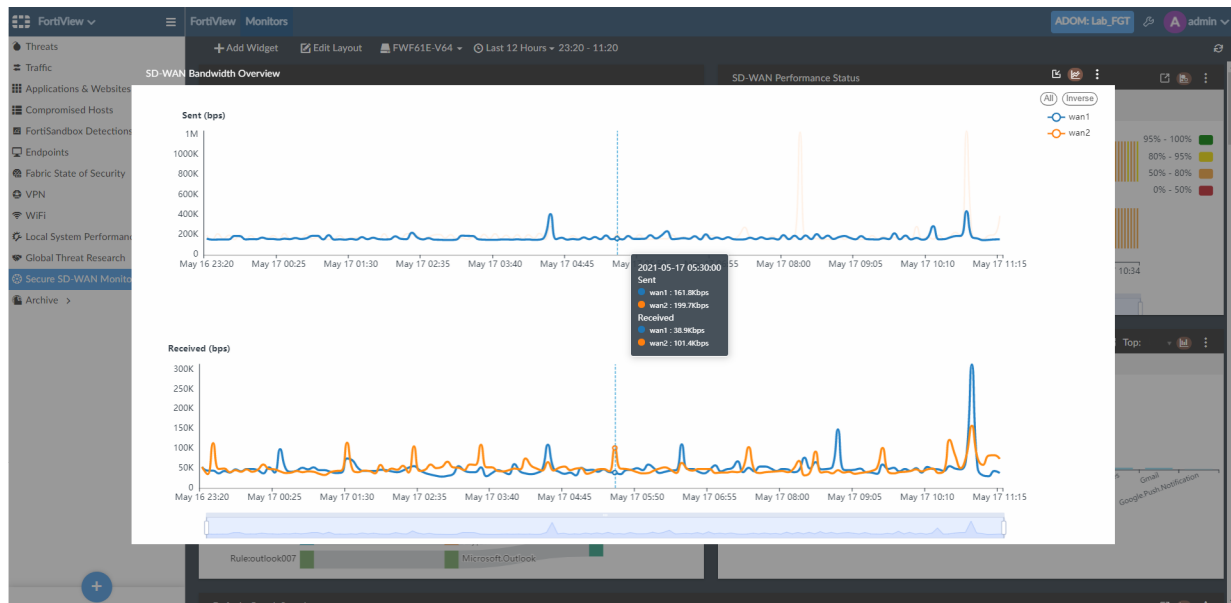 FortiView
FortiView Monitors
ADOM: Lab_FGT
A admin
Add Widget Edit Layout FWF61E-V64 Last 12 Hours 23:20 - 11:20
Threats
Traffic
Applications & Websites
Compromised Hosts
FortiSandbox Detections
Endpoints
Fabric State of Security
VPN
WiFi
Local System Performanc
Global Threat Research
Secure SD-WAN Monito
Archive
SD-WAN Bandwidth Overview
SD-WAN Performance Status
All Inverse
wan1
wan2
Sent (bps)
1M
1000K
800K
600K
400K
200K
0
May 16 23:20 May 17 00:25 May 17 01:30 May 17 02:35 May 17 03:40 May 17 04:45 May 55 May 17 08:00 May 17 09:05 May 17 10:10 May 17 11:15
2021-05-17 05:30:00
Sent
wan1 : 161.8Kbps
wan2 : 199.7Kbps
Received
wan1 : 38.9Kbps
wan2 : 101.4Kbps
Received (bps)
300K
250K
200K
150K
100K
50K
0
May 16 23:20 May 17 00:25 May 17 01:30 May 17 02:35 May 17 03:40 May 17 04:45 May 17 05:50 May 17 06:55 May 17 08:00 May 17 09:05 May 17 10:10 May 17 11:15
95% - 100%
80% - 95%
50% - 80%
0% - 50%
10:34
Top:
Gmail
Google.Push.Notification
Rule:outlook007
Microsoft.Outlook